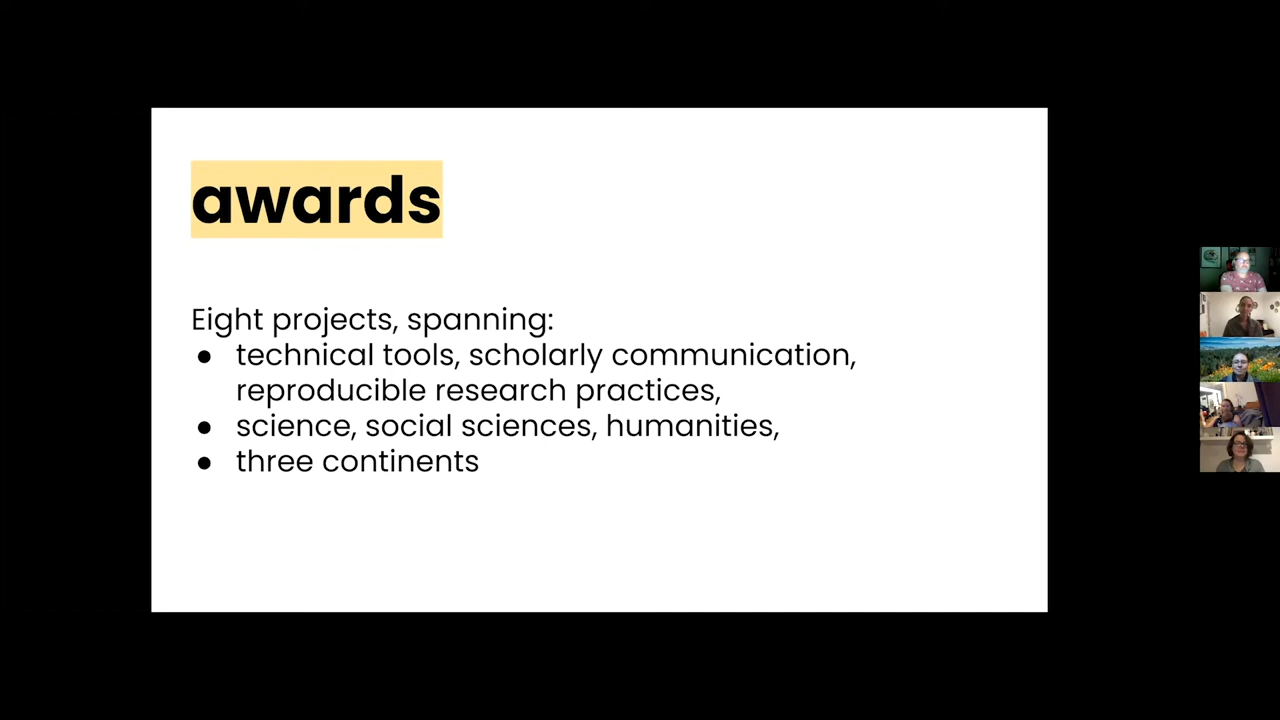 awards
Eight projects, spanning:
● technical tools, scholarly communication,
reproducible research practices,
● science, social sciences, humanities,
● three continents